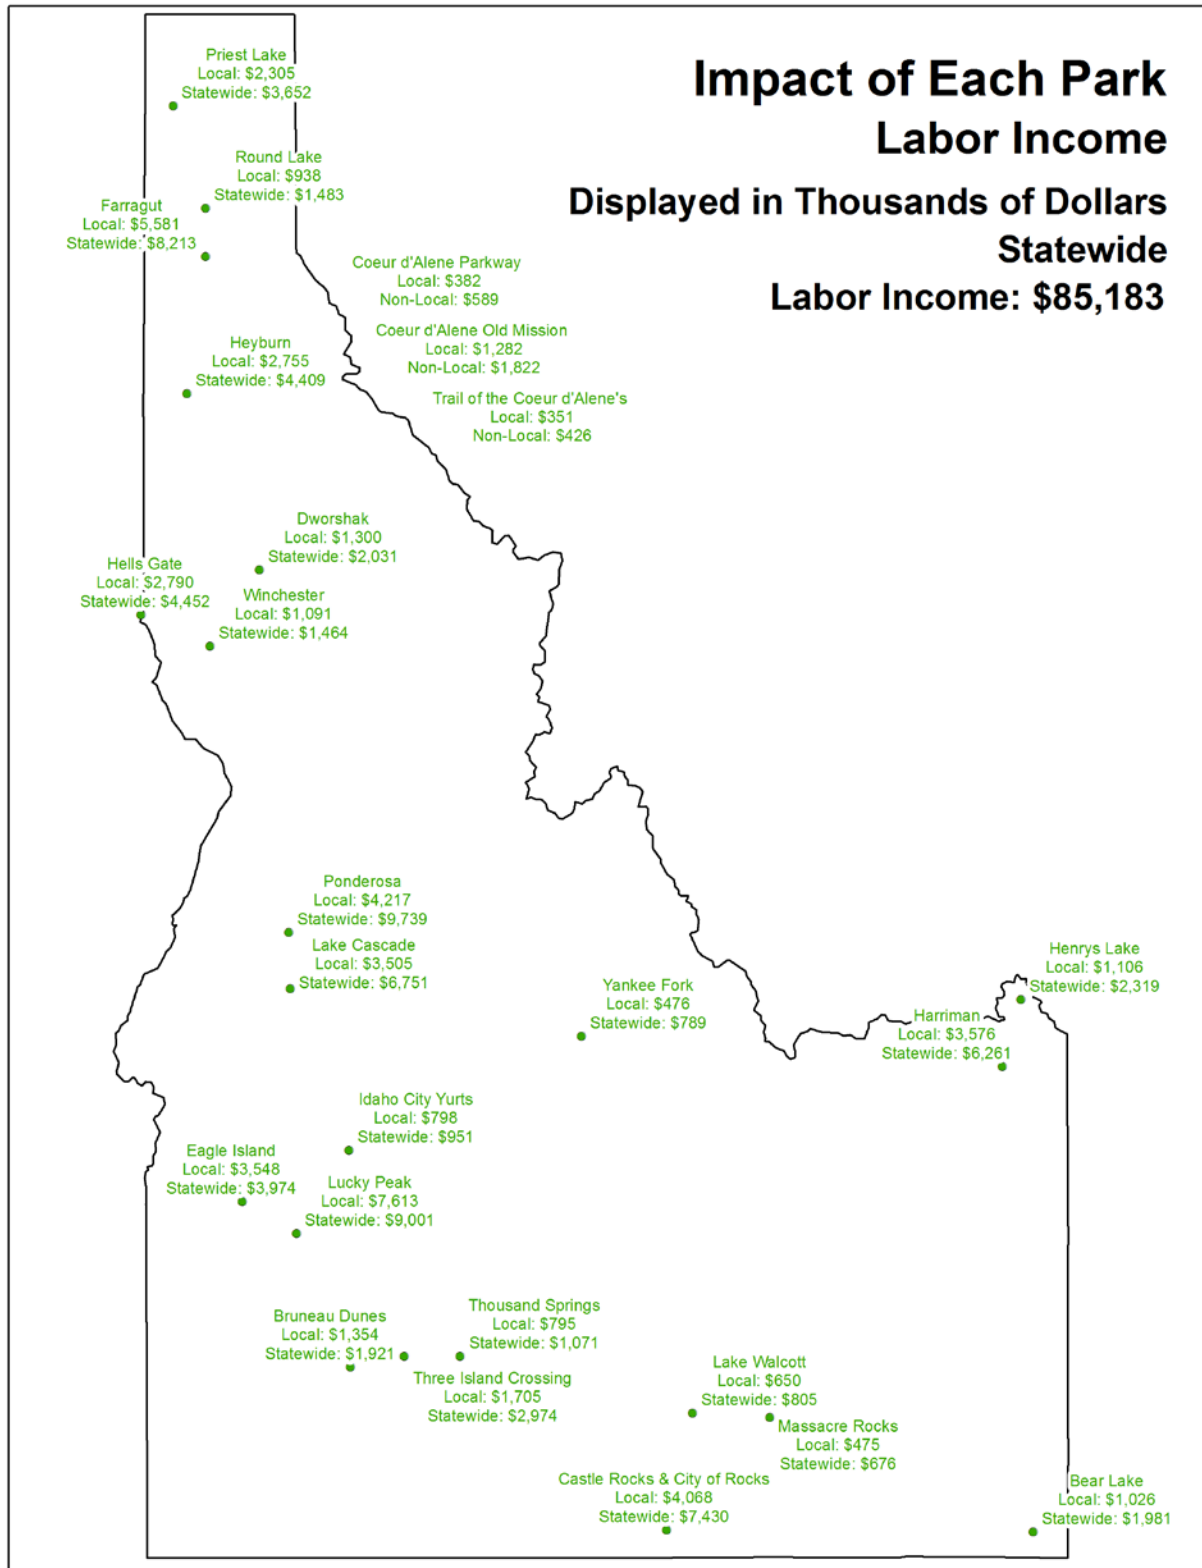 Impact of Each Park
Labor Income
Displayed in Thousands of Dollars
Statewide
Labor Income: $85,183
Priest Lake
Local: $2,305
Statewide: $3,652
Round Lake
Local: $938
Statewide: $1,483
Farragut
Local: $5,581
Statewide: $8,213
Coeur d'Alene Parkway
Local: $382
Non-Local: $589
Coeur d'Alene Old Mission
Local: $1,282
Non-Local: $1,822
Heyburn
Local: $2,755
Statewide: $4,409
Trail of the Coeur d'Alene's
Local: $351
Non-Local: $426
Dworshak
Local: $1,300
Statewide: $2,031
Hells Gate
Local: $2,790
Statewide: $4,452
Winchester
Local: $1,091
Statewide: $1,464
Ponderosa
Local: $4,217
Statewide: $9,739
Lake Cascade
Local: $3,505
Statewide: $6,751
Henrys Lake
Local: $1,106
Statewide: $2,319
Yankee Fork
Local: $476
Statewide: $789
Harriman
Local: $3,576
Statewide: $6,261
Idaho City Yurts
Local: $798
Statewide: $951
Eagle Island
Local: $3,548
Statewide: $3,974
Lucky Peak
Local: $7,613
Statewide: $9,001
Thousand Springs
Local: $795
Statewide: $1,071
Bruneau Dunes
Local: $1,354
Statewide: $1,921
Three Island Crossing
Local: $1,705
Statewide: $2,974
Lake Walcott
Local: $650
Statewide: $805
Massacre Rocks
Local: $475
Statewide: $676
Castle Rocks & City of Rocks
Local: $4,068
Statewide: $7,430
Bear Lake
Local: $1,026
Statewide: $1,981